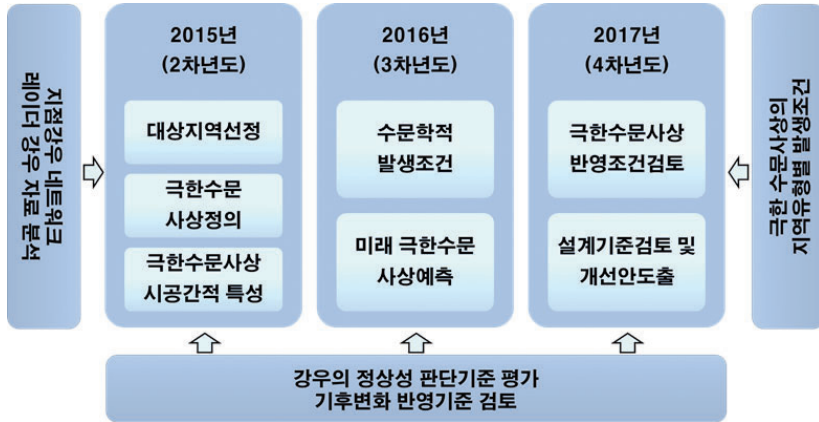 지점강우 네트워크
레이더 강우 자료 분석
2015년
(2차년도)
대상지역선정
극한수문
사상정의
극한수문사상
시공간적 특성
2016년
(3차년도)
수문학적
발생조건
미래 극한수문
사상예측
2017년
(4차년도)
극한수문사상
반영조건검토
설계기준검토 및
개선안도출
극한 수문사상의
지역유형별 발생조건
강우의 정상성 판단기준 평가
기후변화 반영기준 검토